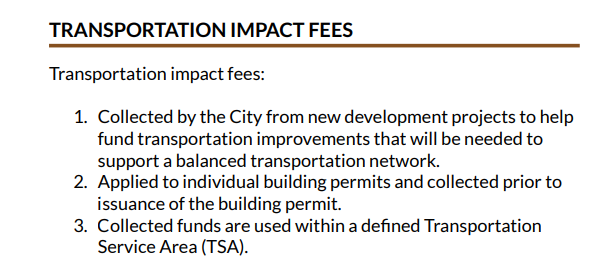 TRANSPORTATION IMPACT FEES
Transportation impact fees:
1. Collected by the City from new development projects to help
fund transportation improvements that will be needed to
support a balanced transportation network.
2. Applied to individual building permits and collected prior to
issuance of the building permit.
3. Collected funds are used within a defined Transportation
Service Area (TSA).